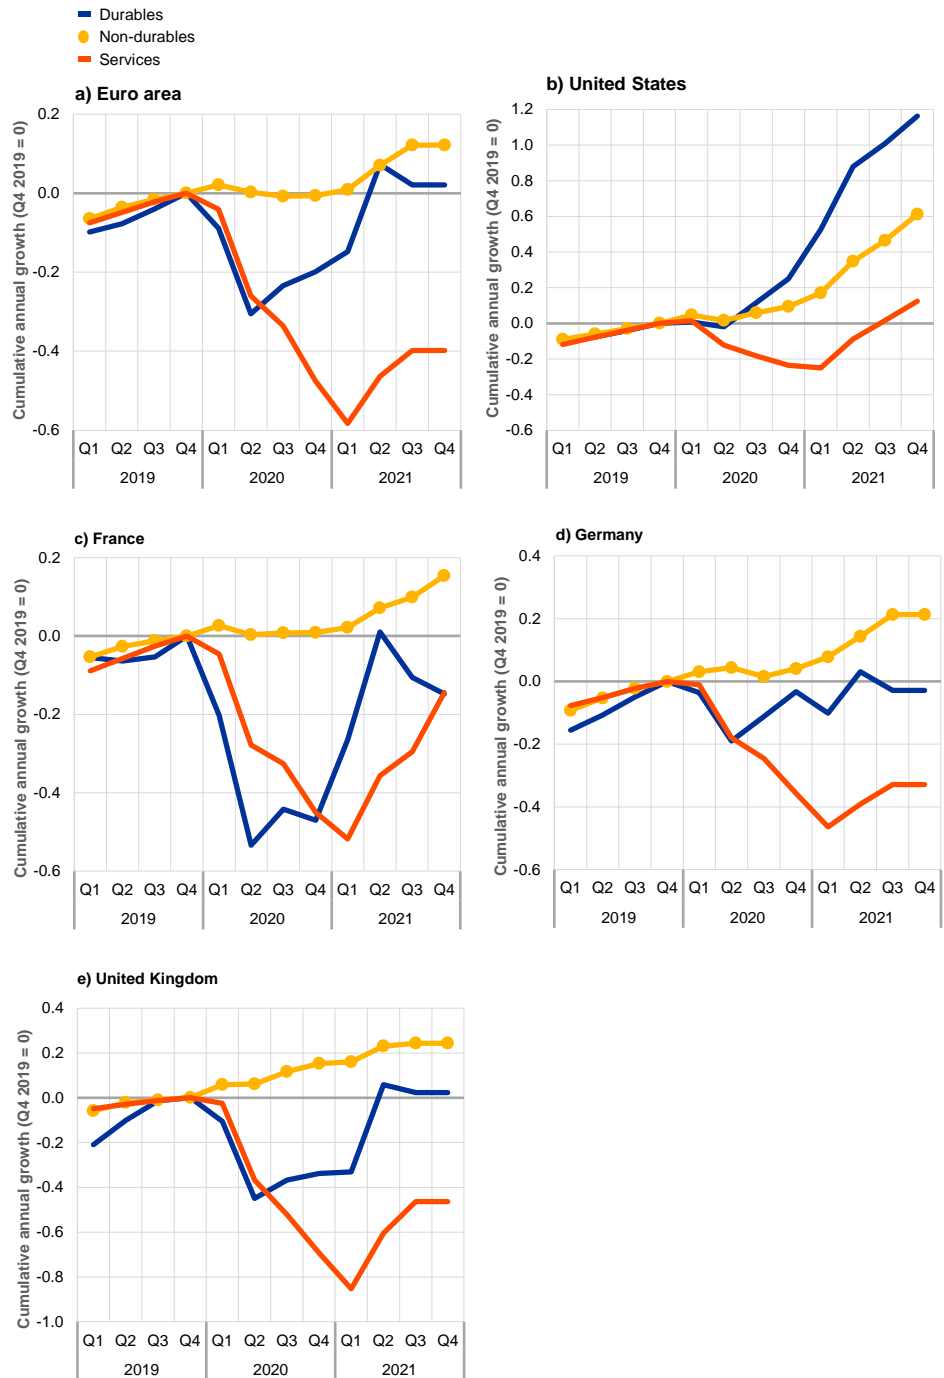 Durables
Non-durables
Services
a) Euro area
Cumulative annual growth (Q4 2019 = 0)
0.2
0.0
-0.2
-0.4
-0.6
Q1 Q2 Q3 Q4 Q1 Q2 Q3 Q4 Q1 Q2 Q3 Q4
2019 2020 2021
b) United States
Cumulative annual growth (Q4 2019 = 0)
1.2
1.0
0.8
0.6
0.4
0.2
0.0
-0.2
-0.4
-0.6
Q1 Q2 Q3 Q4 Q1 Q2 Q3 Q4 Q1 Q2 Q3 Q4
2019 2020 2021
c) France
Cumulative annual growth (Q4 2019 = 0)
0.2
0.0
-0.2
-0.4
-0.6
Q1 Q2 Q3 Q4 Q1 Q2 Q3 Q4 Q1 Q2 Q3 Q4
2019 2020 2021
d) Germany
Cumulative annual growth (Q4 2019 = 0)
0.4
0.2
0.0
-0.2
-0.4
-0.6
Q1 Q2 Q3 Q4 Q1 Q2 Q3 Q4 Q1 Q2 Q3 Q4
2019 2020 2021
e) United Kingdom
Cumulative annual growth (Q4 2019 = 0)
0.4
0.2
0.0
-0.2
-0.4
-0.6
-0.8
-1.0
Q1 Q2 Q3 Q4 Q1 Q2 Q3 Q4 Q1 Q2 Q3 Q4
2019 2020 2021